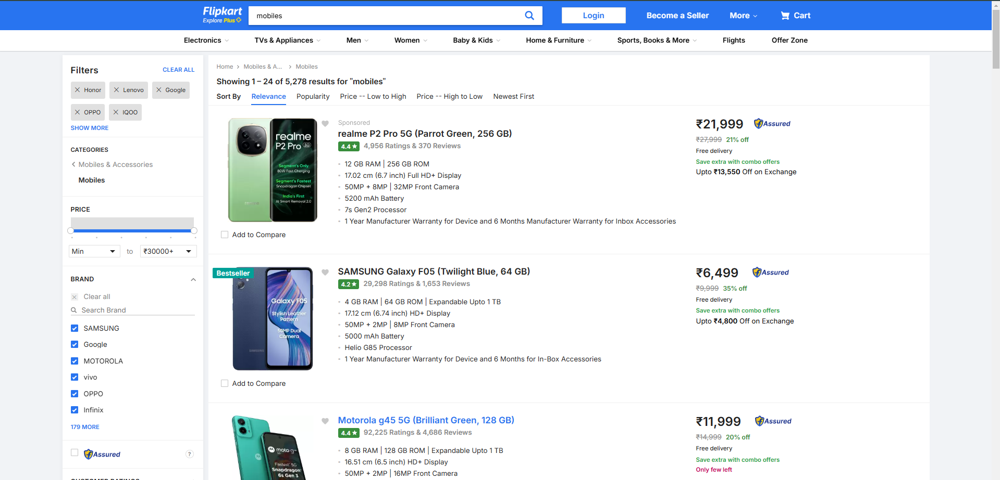 Flipkart
Explore Plus
mobiles
Login
Become a Seller
More
Cart
Electronics
TVs & Appliances
Men
Women
Baby & Kids
Home & Furniture
Sports, Books & More
Flights
Offer Zone
Filters
CLEAR ALL
Honor
Lenovo
Google
OPPO
IQOO
SHOW MORE
CATEGORIES
Mobiles & Accessories
Mobiles
PRICE
Min
to
₹30000+
BRAND
Clear all
Search Brand
SAMSUNG
Google
MOTOROLA
vivo
OPPO
Infinix
179 MORE
Assured
?
Home
Mobiles & A...
Mobiles
Showing 1 – 24 of 5,278 results for "mobiles"
Sort By
Relevance
Popularity
Price -- Low to High
Price -- High to Low
Newest First
realme
P2 Pro 5G
Segment's Only
80W Fast Charging
Segment's Fastest
Snapdragon Chipset
India's First
AI Smart Removal 2.0
Add to Compare
Sponsored
realme P2 Pro 5G (Parrot Green, 256 GB)
4.4
4,956 Ratings & 370 Reviews
12 GB RAM | 256 GB ROM
17.02 cm (6.7 inch) Full HD+ Display
50MP + 8MP | 32MP Front Camera
5200 mAh Battery
7s Gen2 Processor
1 Year Manufacturer Warranty for Device and 6 Months Manufacturer Warranty for Inbox Accessories
₹21,999
Assured
₹27,999 21% off
Free delivery
Save extra with combo offers
Upto ₹13,550 Off on Exchange
Bestseller
Galaxy F05
Stylish Leather
Pattern
50MP Dual
Camera
SAMSUNG
Add to Compare
SAMSUNG Galaxy F05 (Twilight Blue, 64 GB)
4.2
29,298 Ratings & 1,653 Reviews
4 GB RAM | 64 GB ROM | Expandable Upto 1 TB
17.12 cm (6.74 inch) HD+ Display
50MP + 2MP | 8MP Front Camera
5000 mAh Battery
Helio G85 Processor
1 Year Manufacturer Warranty for Device and 6 Months for In-Box Accessories
₹6,499
Assured
₹9,999 35% off
Free delivery
Save extra with combo offers
Upto ₹4,800 Off on Exchange
moto g
Fastest 5G
Snapdragon
6s Gen 3
Motorola g45 5G (Brilliant Green, 128 GB)
4.4
92,225 Ratings & 4,686 Reviews
8 GB RAM | 128 GB ROM | Expandable Upto 1 TB
16.51 cm (6.5 inch) HD+ Display
50MP + 2MP | 16MP Front Camera
₹11,999
Assured
₹14,999 20% off
Free delivery
Save extra with combo offers
Only few left